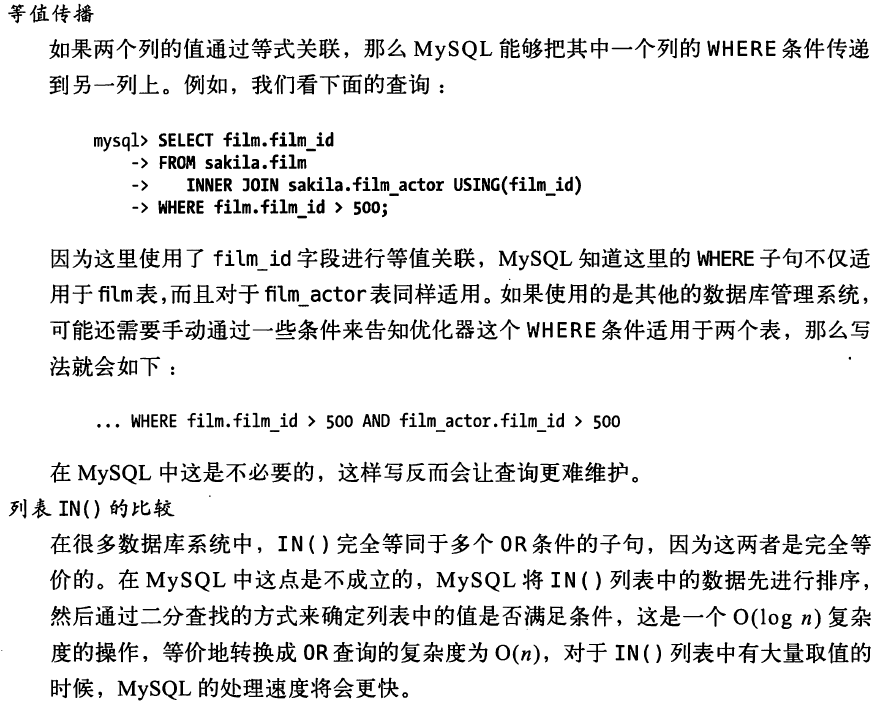 等值传播
如果两个列的值通过等式关联，那么 MySQL 能够把其中一个列的 WHERE 条件传递
到另一列上。例如，我们看下面的查询：
mysql> SELECT film.film_id
-> FROM sakila.film
-> INNER JOIN sakila.film_actor USING(film_id)
-> WHERE film.film_id > 500;
因为这里使用了 film_id 字段进行等值关联，MySQL 知道这里的 WHERE 子句不仅适
用于 film 表，而且对于 film_actor 表同样适用。如果使用的是其他的数据库管理系统，
可能还需要手动通过一些条件来告知优化器这个 WHERE 条件适用于两个表，那么写
法就会如下：
... WHERE film.film_id > 500 AND film_actor.film_id > 500
在 MySQL 中这是不必要的，这样写反而会让查询更难维护。
列表 IN() 的比较
在很多数据库系统中，IN() 完全等同于多个 OR 条件的子句，因为这两者是完全等
价的。在 MySQL 中这点是不成立的，MySQL 将 IN() 列表中的数据先进行排序，
然后通过二分查找的方式来确定列表中的值是否满足条件，这是一个 O(log n) 复杂
度的操作，等价地转换成 OR 查询的复杂度为 O(n)，对于 IN() 列表中有大量取值的
时候，MySQL 的处理速度将会更快。